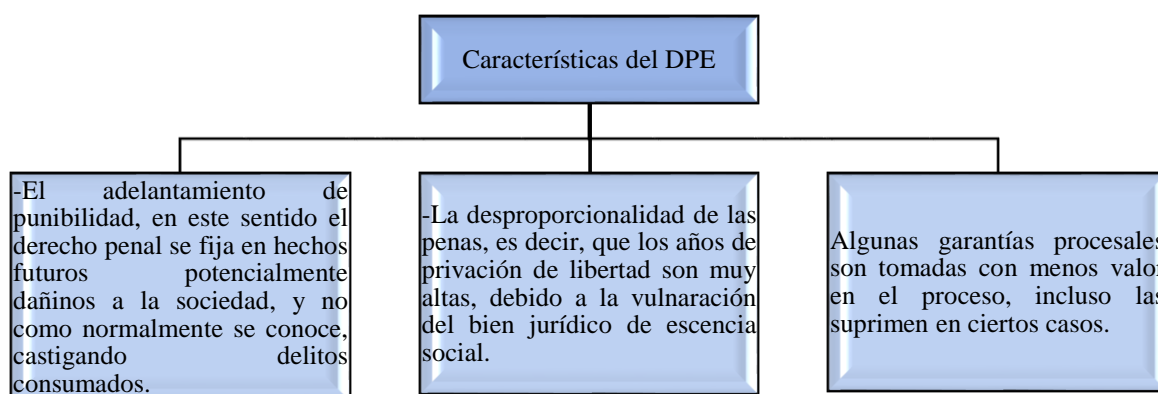 Características del DPE
-El adelantamiento de
punibilidad, en este sentido el
derecho penal se fija en hechos
futuros potencialmente
dañinos a la sociedad, y no
como normalmente se conoce,
castigando delitos
consumados.
-La desproporcionalidad de las
penas, es decir, que los años de
privación de libertad son muy
altas, debido a la vulnaración
del bien jurídico de escencia
social.
Algunas garantías procesales
son tomadas con menos valor
en el proceso, incluso las
suprimen en ciertos casos.